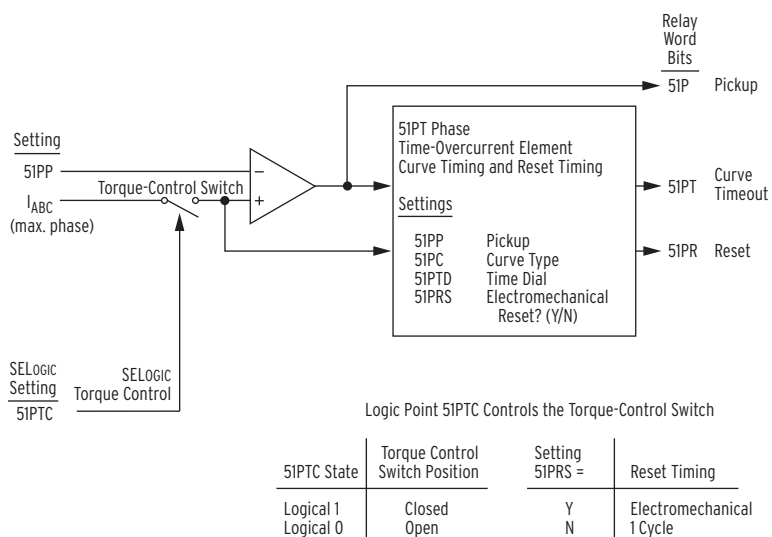 Relay
Word
Bits
51P Pickup
51PT Phase
Time-Overcurrent Element
Curve Timing and Reset Timing
Setting
51PP
Torque-Control Switch
IABC
(max. phase)
−
+
51PT Curve
Timeout
Settings
51PP Pickup
51PC Curve Type
51PTD Time Dial
51PRS Electromechanical
Reset? (Y/N)
51PR Reset
SELOGIC
Setting
51PTC
SELOGIC
Torque Control
Logic Point 51PTC Controls the Torque-Control Switch
51PTC State Torque Control
Switch Position
Setting
51PRS = Reset Timing
Logical 1 Closed Y Electromechanical
Logical 0 Open N 1 Cycle